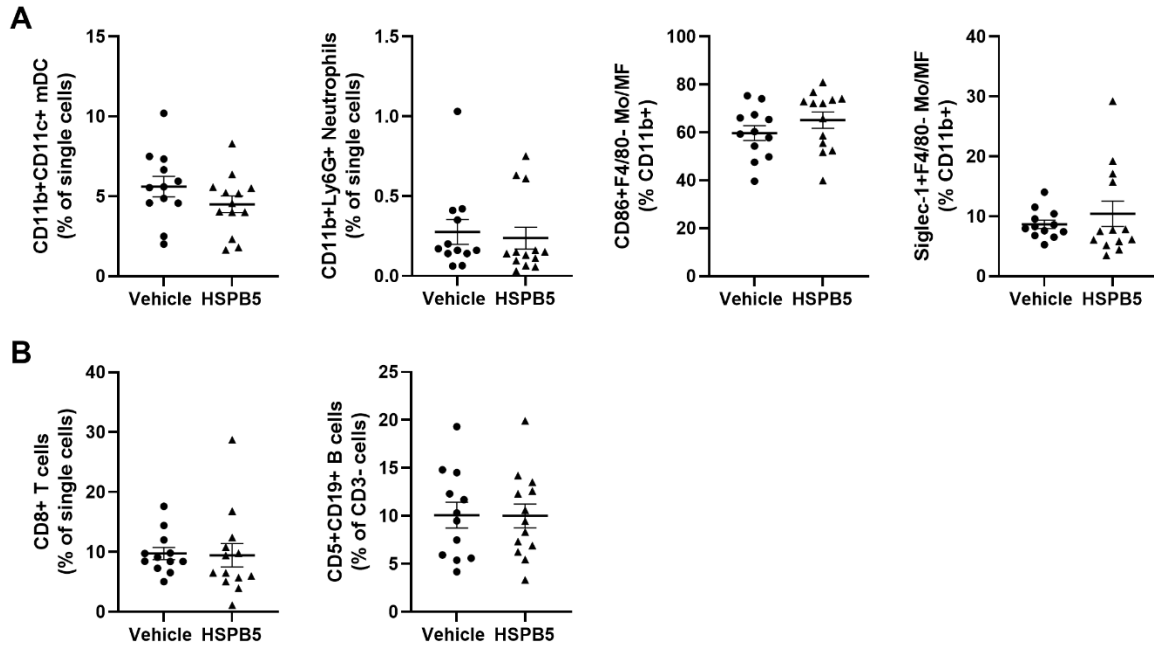 A
CD11b+CD11c+ mDC
(% of single cells)
15
10
5
0
Vehicle HSPB5
CD11b+Ly6G+ Neutrophils
(% of single cells)
1.5
1.0
0.5
0.0
Vehicle HSPB5
CD86+F4/80- Mo/MF
(% CD11b+)
100
80
60
40
20
0
Vehicle HSPB5
Siglec-1+F4/80- Mo/MF
(% CD11b+)
40
30
20
10
0
Vehicle HSPB5
B
CD8+ T cells
(% of single cells)
40
30
20
10
0
Vehicle HSPB5
CD5+CD19+ B cells
(% of CD3- cells)
25
20
15
10
5
0
Vehicle HSPB5